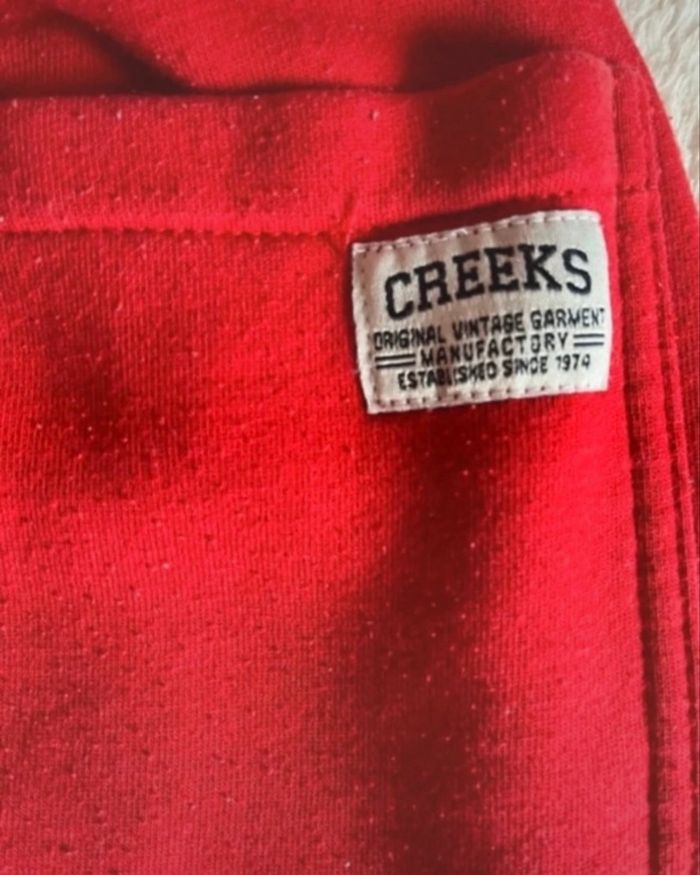 CREEKS
ORIGINAL VINTAGE GARMENT
MANUFACTORY
ESTABLISHED SINCE 1974